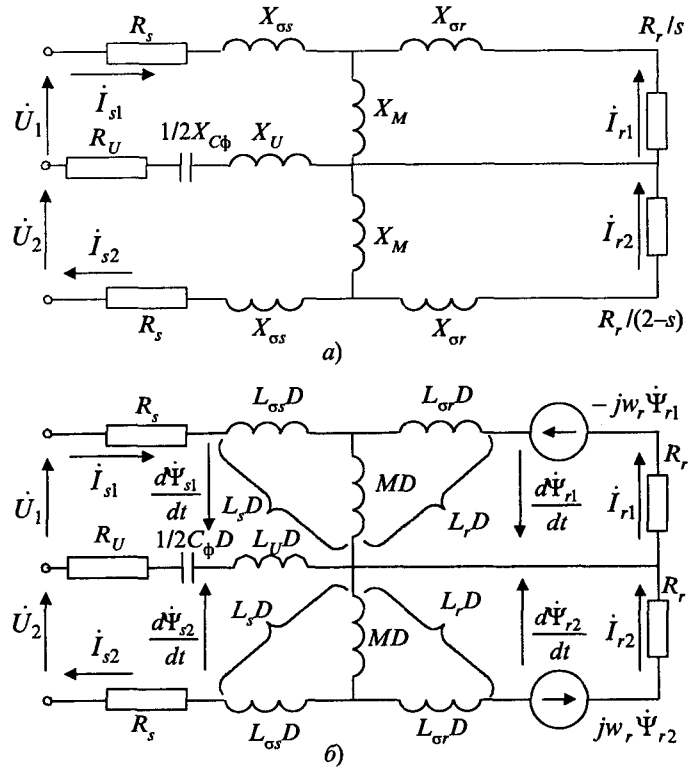 R_s X_σs X_σr R_r/s
U̇_1 İ_s1 X_M İ_r1
R_U 1/2X_Cф X_U
U̇_2 İ_s2 X_M İ_r2
R_s X_σs X_σr R_r/(2–s)
а)
R_s L_σsD L_σrD – jw_rΨ̇_r1
R_r
U̇_1 İ_s1 dΨ̇_s1/dt L_sD MD L_rD dΨ̇_r1/dt İ_r1
R_U 1/2C_фD L_UD
R_r
U̇_2 İ_s2 dΨ̇_s2/dt L_sD MD L_rD dΨ̇_r2/dt İ_r2
R_s L_σsD L_σrD jw_rΨ̇_r2
б)